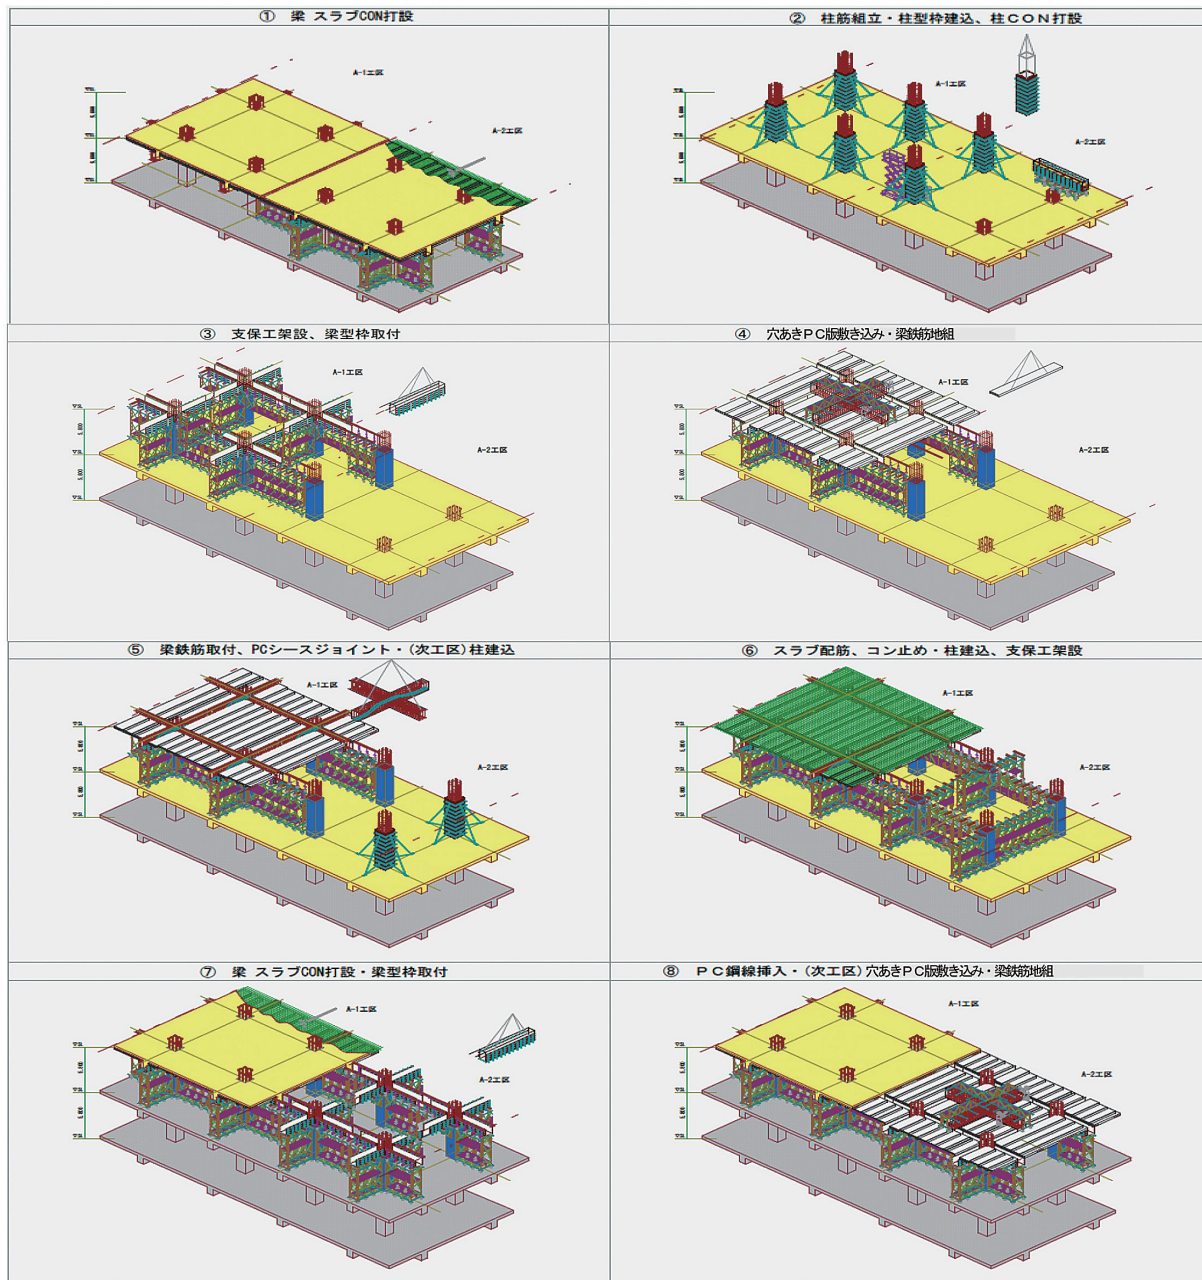 ① 梁 スラブCON打設
A-1工区
A-2工区
② 柱筋組立・柱型枠建込、柱CON打設
A-1工区
A-2工区
③ 支保工架設、梁型枠取付
A-1工区
A-2工区
④ 穴あきPC版敷き込み・梁鉄筋地組
A-1工区
A-2工区
⑤ 梁鉄筋取付、PCシースジョイント・(次工区)柱建込
A-1工区
A-2工区
⑥ スラブ配筋、コン止め・柱建込、支保工架設
A-1工区
A-2工区
⑦ 梁 スラブCON打設・梁型枠取付
A-1工区
A-2工区
⑧ PC鋼線挿入・(次工区)穴あきPC版敷き込み・梁鉄筋地組
A-1工区
A-2工区